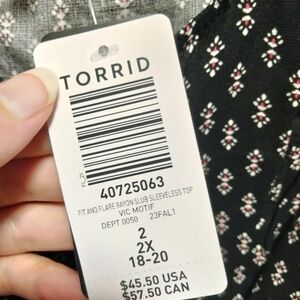 TORRID
40725063
FIT AND FLARE RAYON SLUB SLEEVELESS TOP
VIC MOTIF
DEPT 0050 23FAL1
2
2X
18-20
$45.50 USA
$57.50 CAN